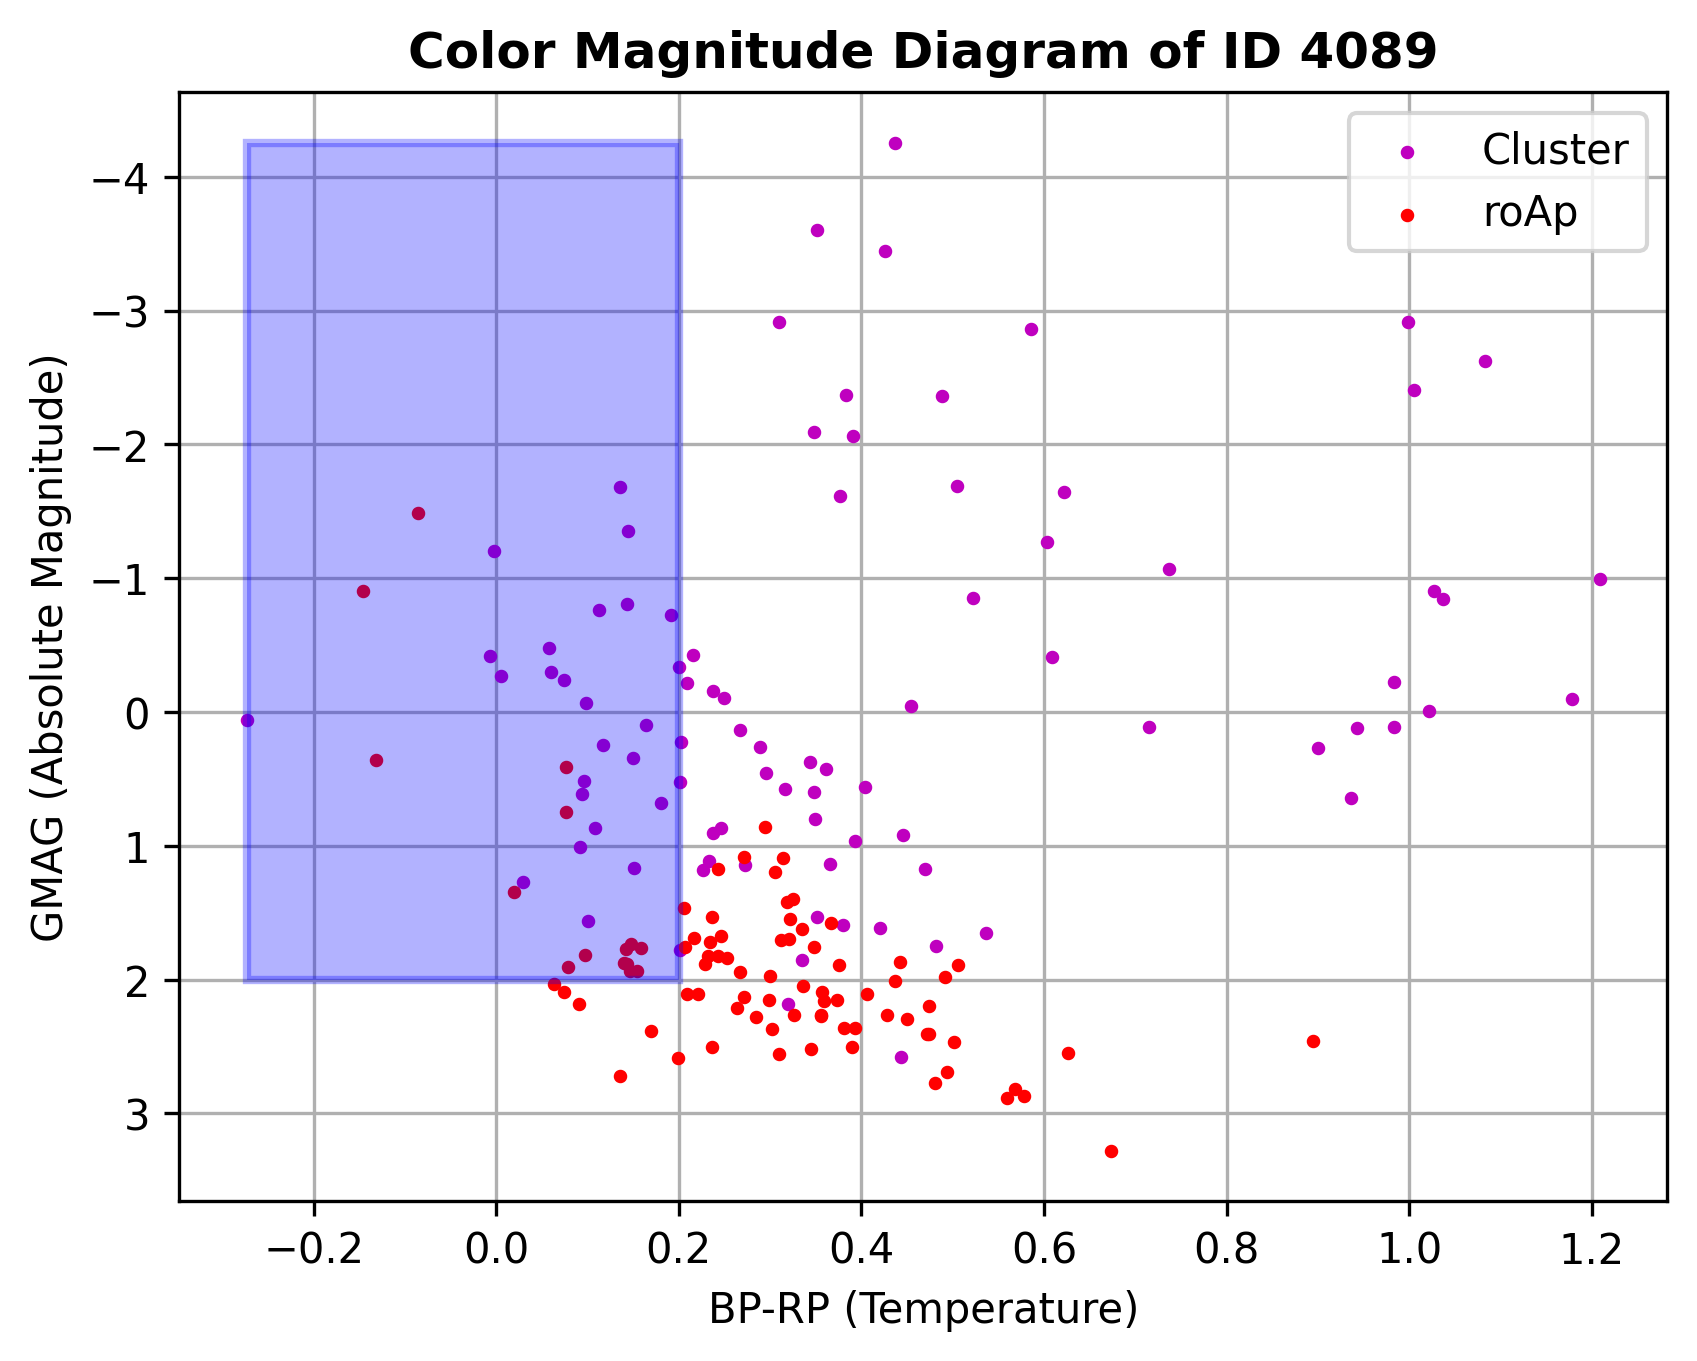 Color Magnitude Diagram of ID 4089
Cluster
roAp
GMAG (Absolute Magnitude)
−4
−3
−2
−1
0
1
2
3
−0.2 0.0 0.2 0.4 0.6 0.8 1.0 1.2
BP-RP (Temperature)